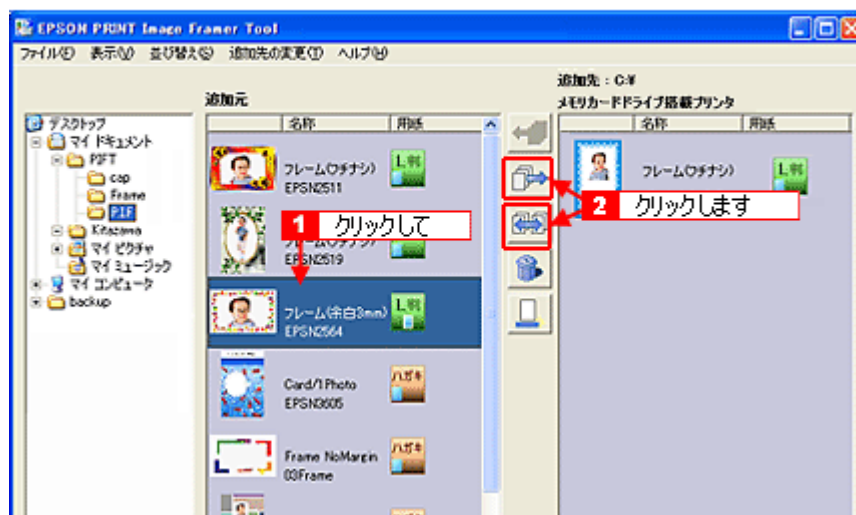 EPSON PRINT Image Framer Tool
ファイル(F) 表示(V) 並び替え(S) 追加先の変更(T) ヘルプ(H)
追加先：C:¥
追加元
メモリカードドライブ搭載プリンタ
名称 用紙
名称 用紙
デスクトップ
マイ ドキュメント
PIFT
cap
Frame
PIF
Kitazawa
マイ ピクチャ
マイ ミュージック
マイ コンピュータ
backup
フレーム(フチナシ)
EPSN2511
L判
1 クリックして
フレーム(フチナシ)
EPSN2519
フレーム(余白3mm)
EPSN2564
L判
Card/1Photo
EPSN3605
ハガキ
Frame NoMargin
03Frame
ハガキ
フレーム(フチナシ)
L判
2 クリックします